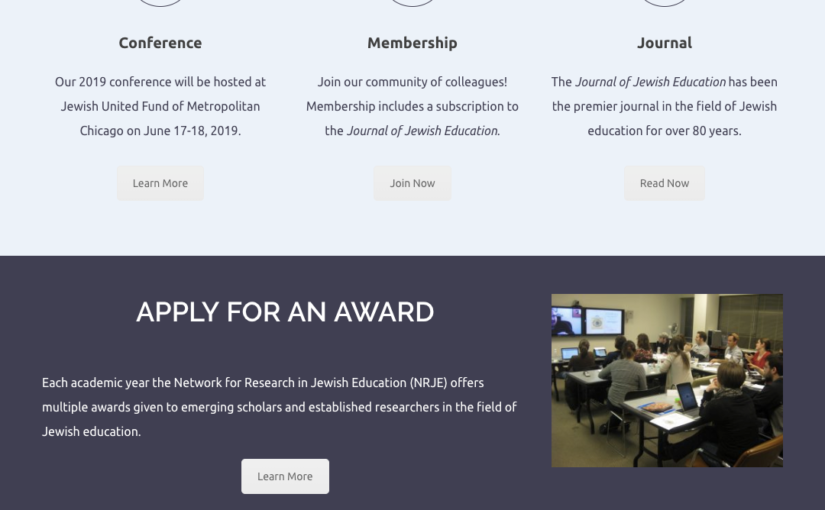 Conference
Our 2019 conference will be hosted at
Jewish United Fund of Metropolitan
Chicago on June 17-18, 2019.
Learn More
Membership
Join our community of colleagues!
Membership includes a subscription to
the Journal of Jewish Education.
Join Now
Journal
The Journal of Jewish Education has been
the premier journal in the field of Jewish
education for over 80 years.
Read Now
APPLY FOR AN AWARD
Each academic year the Network for Research in Jewish Education (NRJE) offers
multiple awards given to emerging scholars and established researchers in the field of
Jewish education.
Learn More